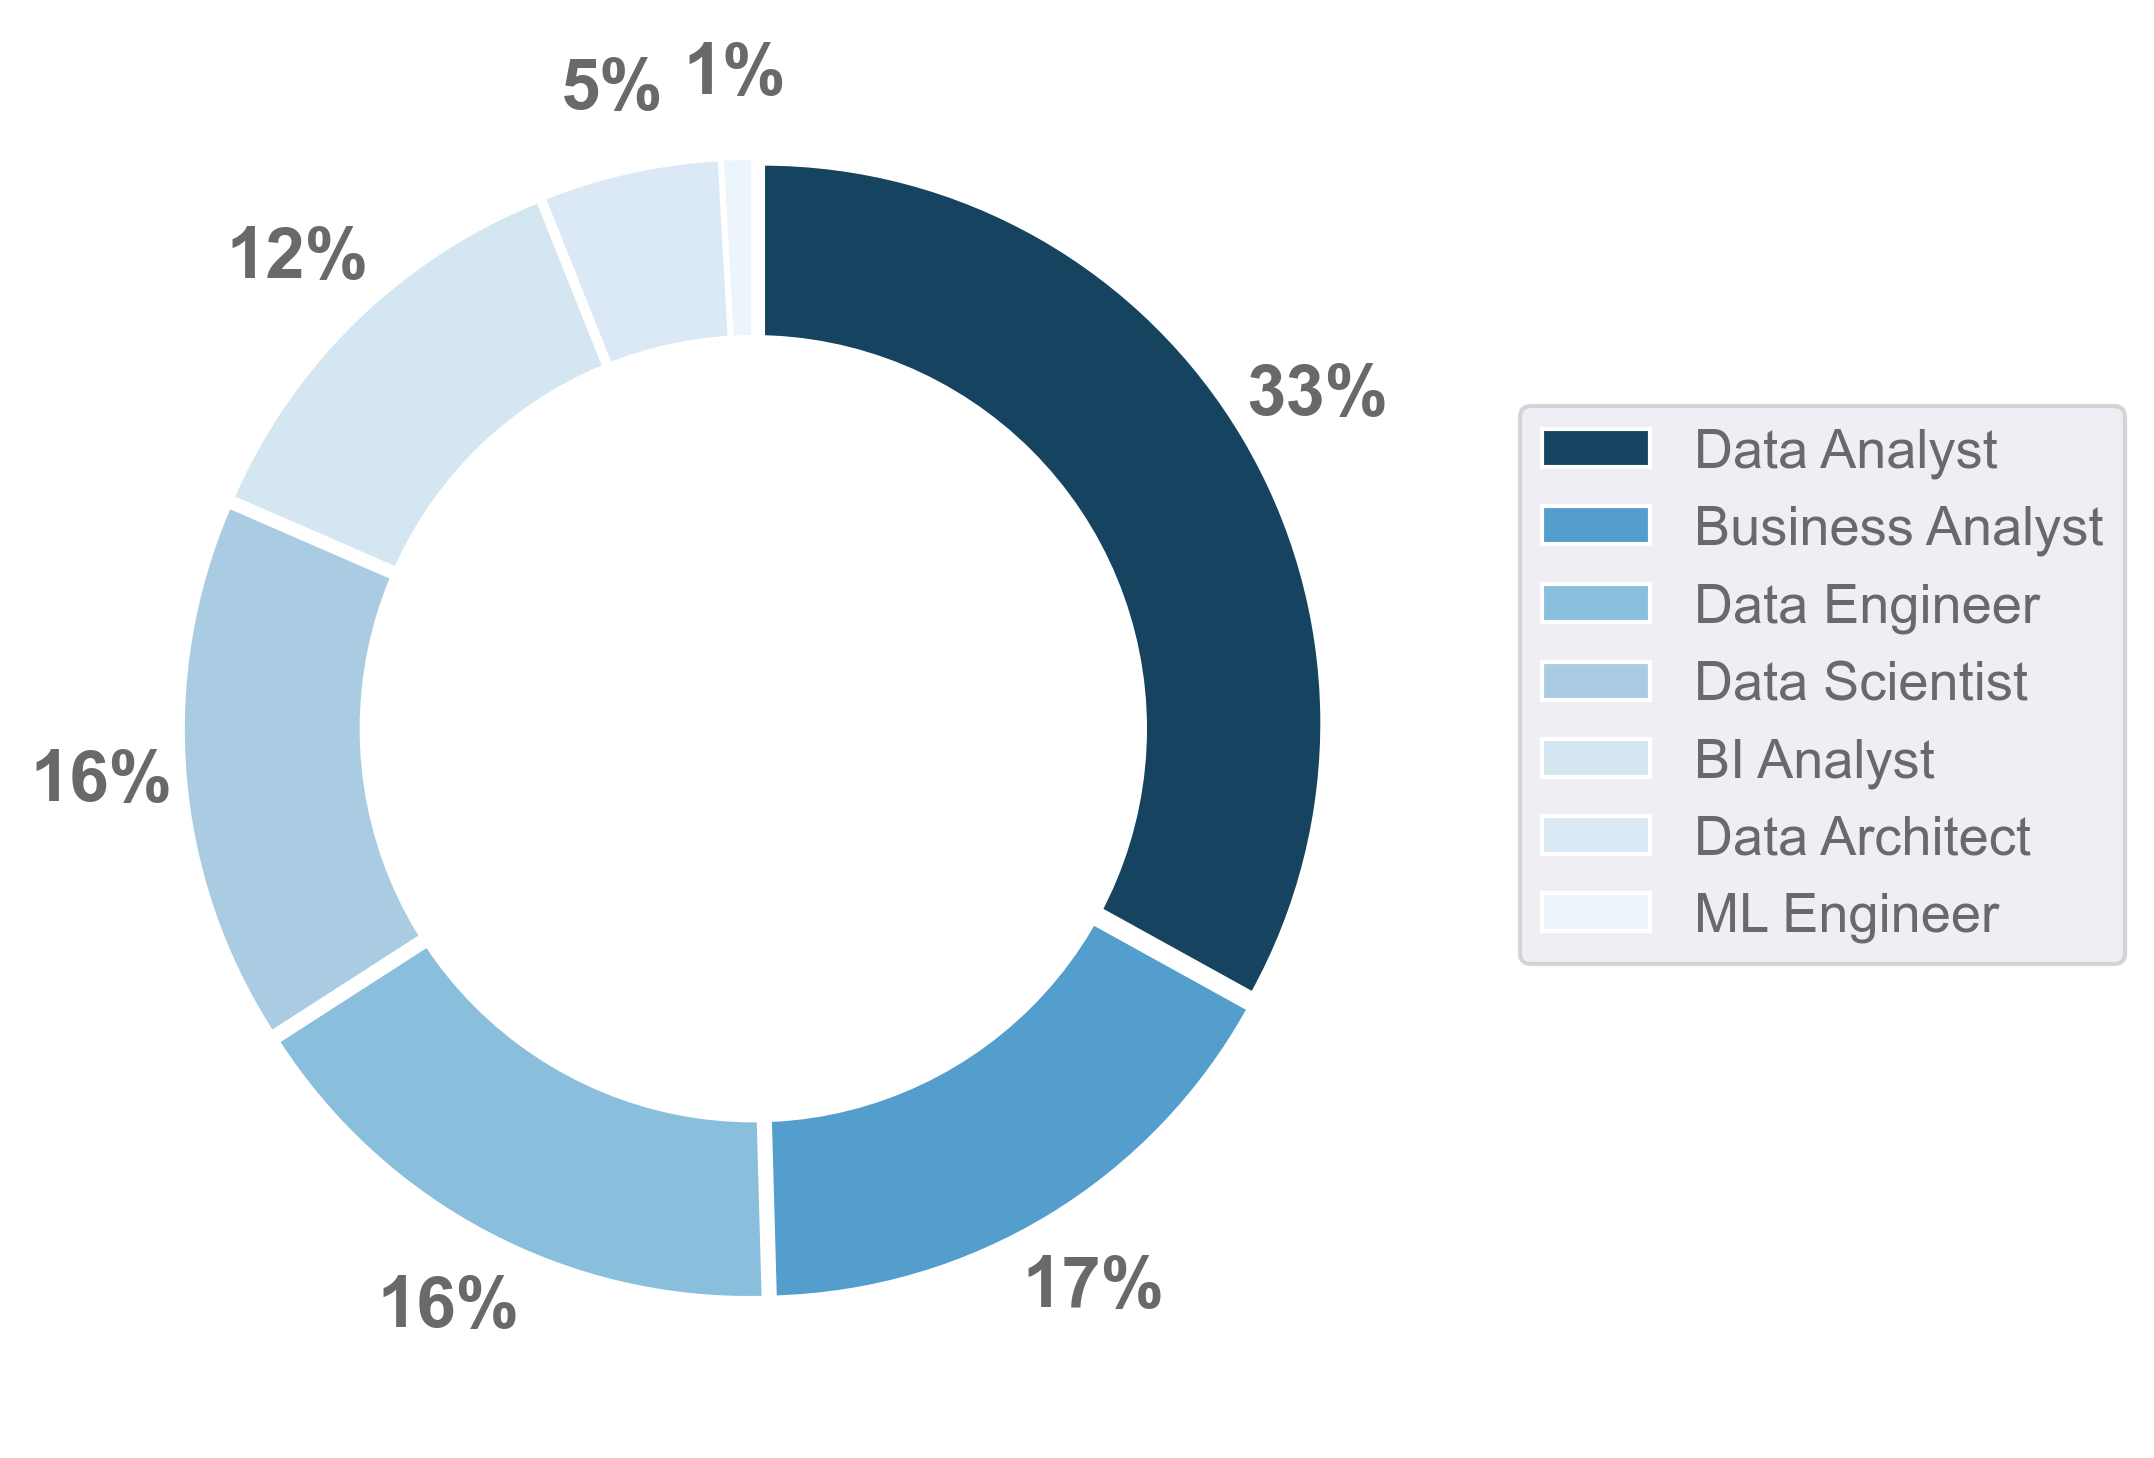 5%
1%
12%
33%
16%
17%
16%
Data Analyst
Business Analyst
Data Engineer
Data Scientist
BI Analyst
Data Architect
ML Engineer